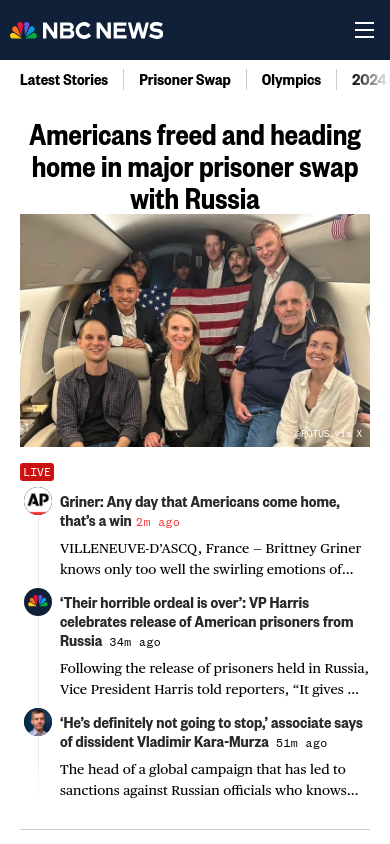 NBC NEWS
Latest Stories
Prisoner Swap
Olympics
2024
Americans freed and heading
home in major prisoner swap
with Russia
@POTUS via X
LIVE
AP
Griner: Any day that Americans come home,
that’s a win 2m ago
VILLENEUVE-D’ASCQ, France — Brittney Griner
knows only too well the swirling emotions of...
‘Their horrible ordeal is over’: VP Harris
celebrates release of American prisoners from
Russia 34m ago
Following the release of prisoners held in Russia,
Vice President Harris told reporters, “It gives ...
‘He’s definitely not going to stop,’ associate says
of dissident Vladimir Kara-Murza 51m ago
The head of a global campaign that has led to
sanctions against Russian officials who knows...